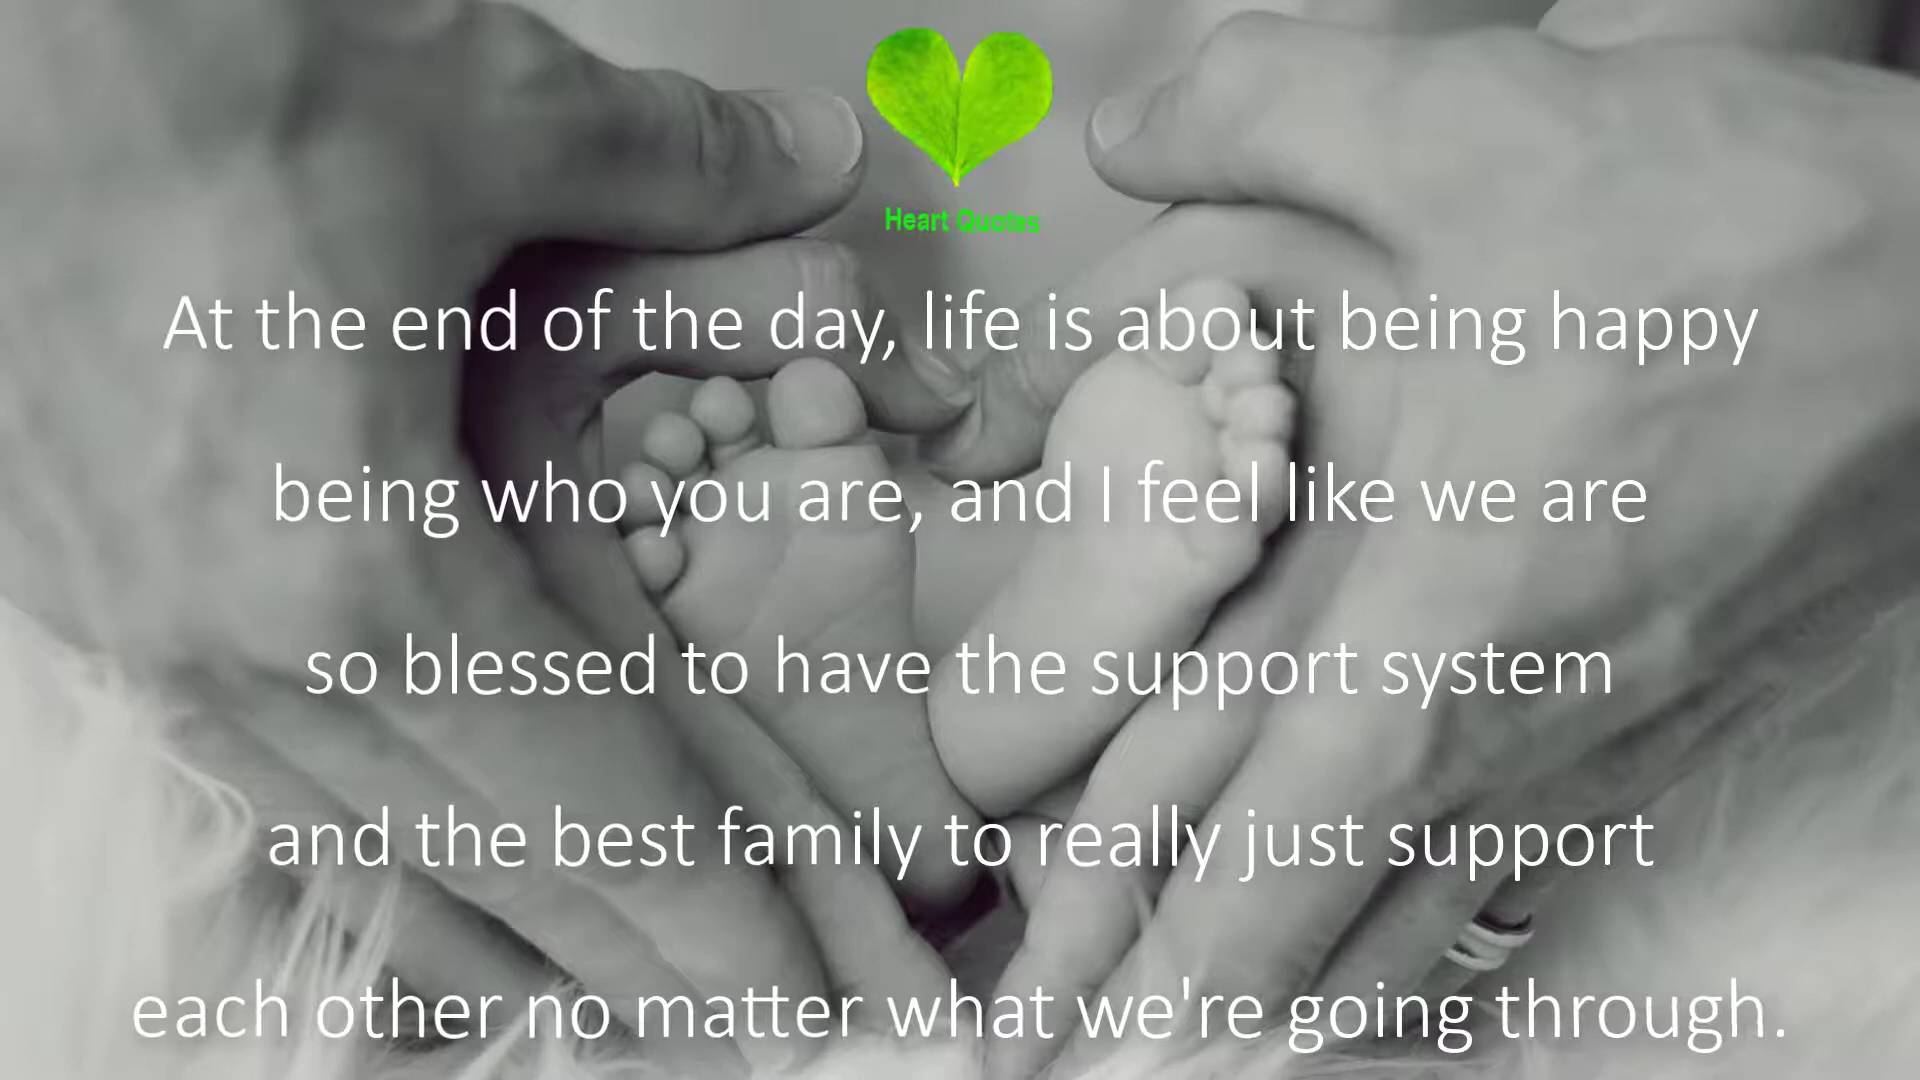 Heart Quotes
At the end of the day, life is about being happy
being who you are, and I feel like we are
so blessed to have the support system
and the best family to really just support
each other no matter what we're going through.